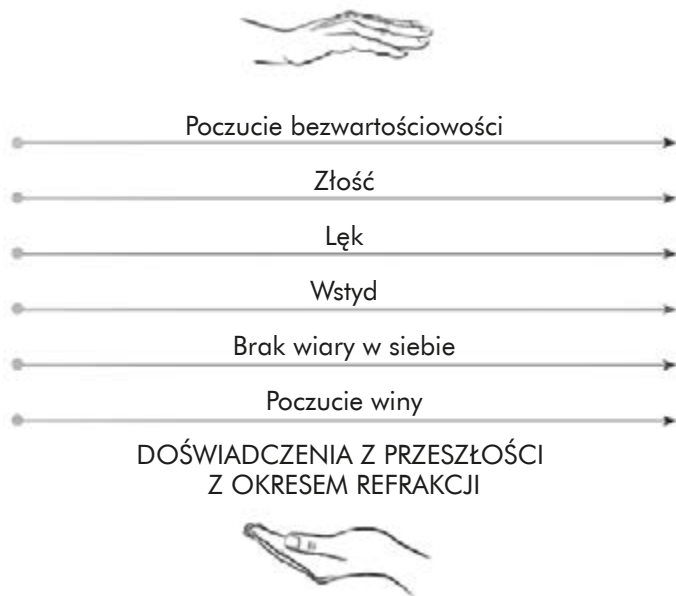 Poczucie bezwartościowości
Złość
Lęk
Wstyd
Brak wiary w siebie
Poczucie winy
DOŚWIADCZENIA Z PRZESZŁOŚCI
Z OKRESEM REFRAKCJI